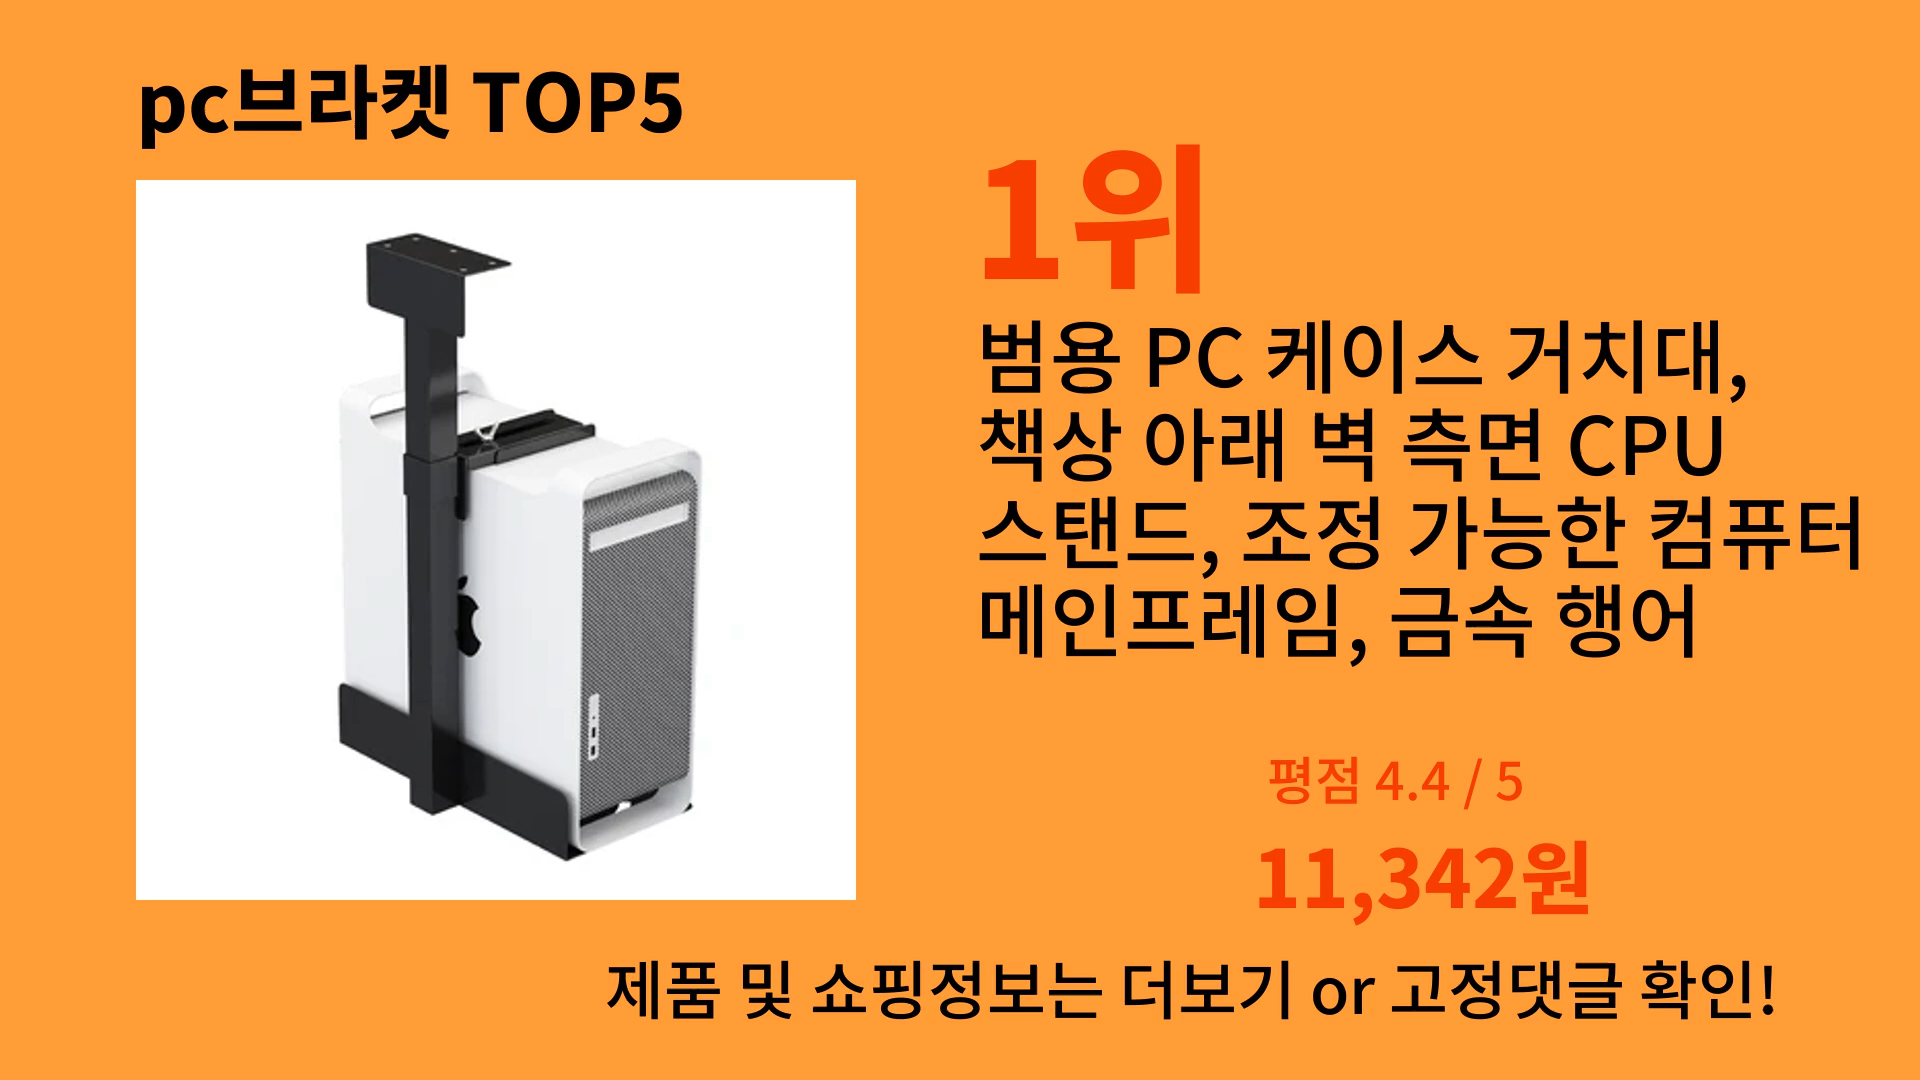 pc브라켓 TOP5
1위
범용 PC 케이스 거치대,
책상 아래 벽 측면 CPU
스탠드, 조정 가능한 컴퓨터
메인프레임, 금속 행어
평점 4.4 / 5
11,342원
제품 및 쇼핑정보는 더보기 or 고정댓글 확인!